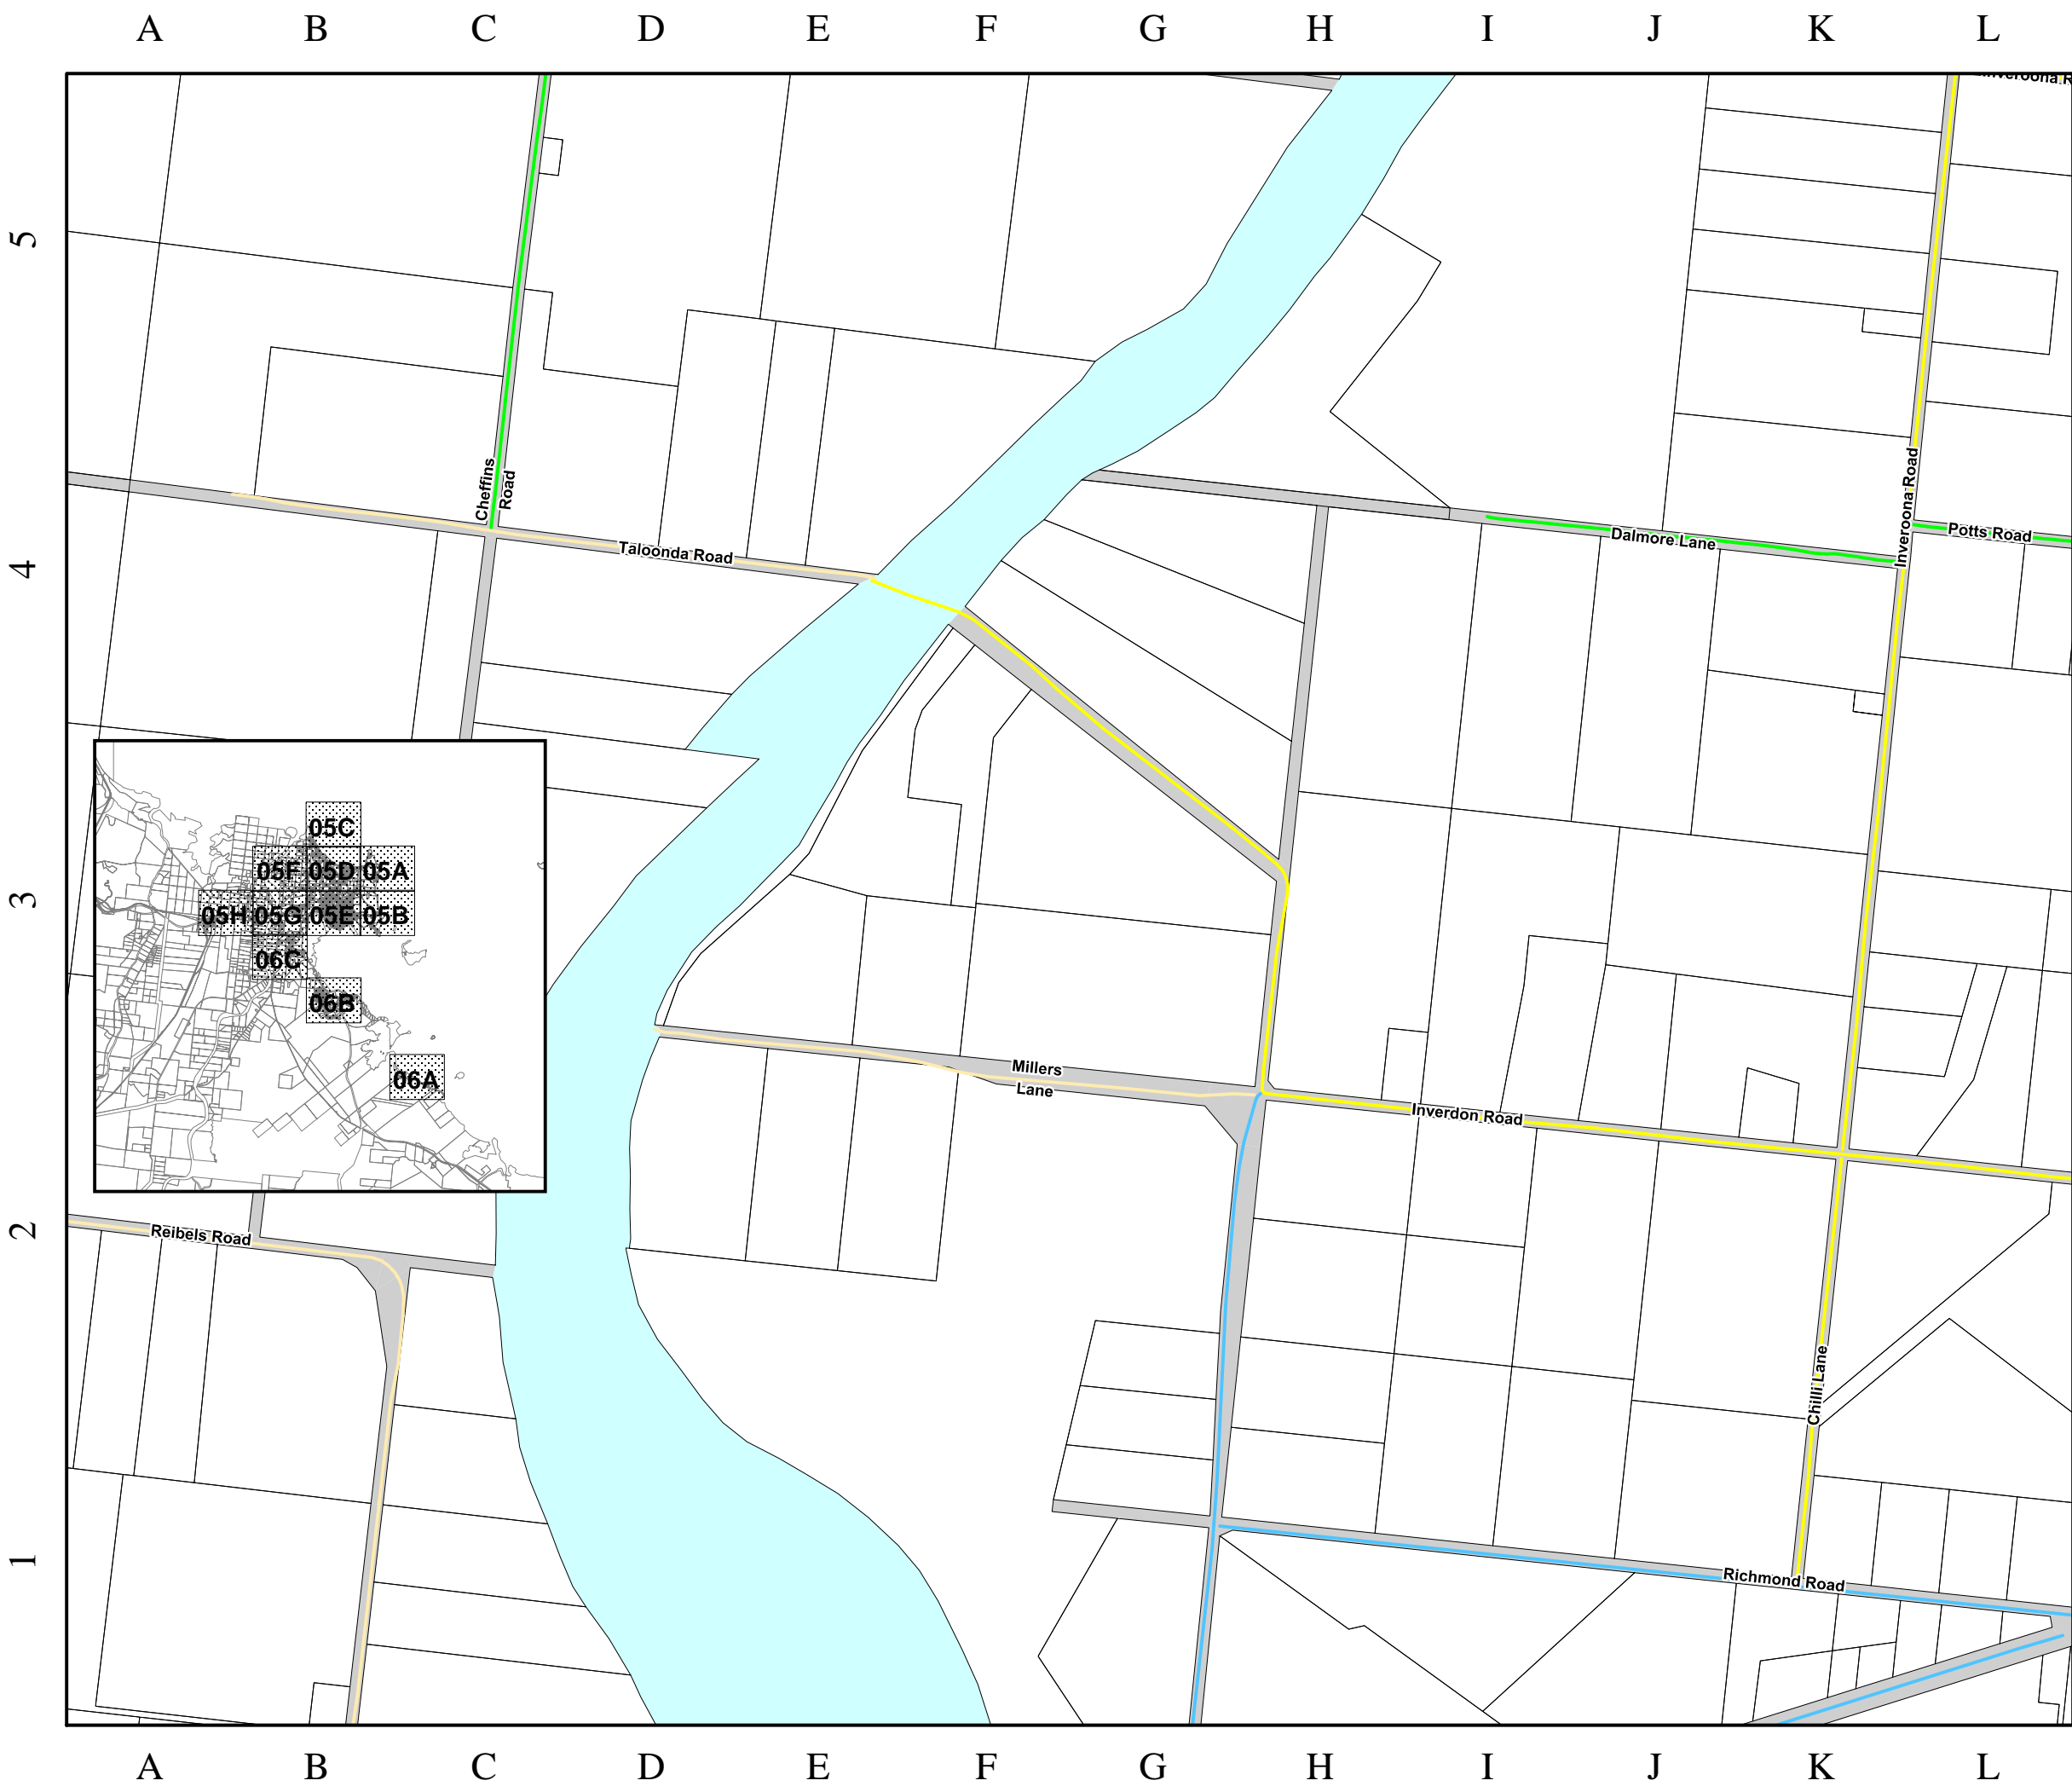 A B C D E F G H I J K L
Inveroona R
5
Cheffins
Road
Taloonda Road
Dalmore Lane
Inveroona Road
Potts Road
4
05C
05F 05D 05A
05H 05G 05E 05B
06C
06B
06A
3
Millers
Lane
Inverdon Road
2
Reibels Road
Chilli Lane
1
Richmond Road
A B C D E F G H I J K L